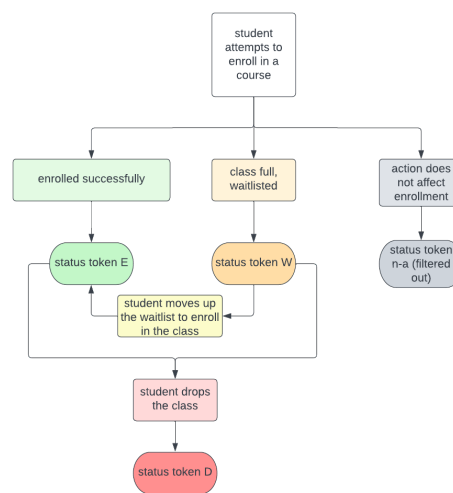 student
attempts to
enroll in a
course
enrolled successfully
class full,
waitlisted
action does
not affect
enrollment
status token E
status token W
status token
n-a (filtered
out)
student moves up
the waitlist to enroll
in the class
student drops
the class
status token D